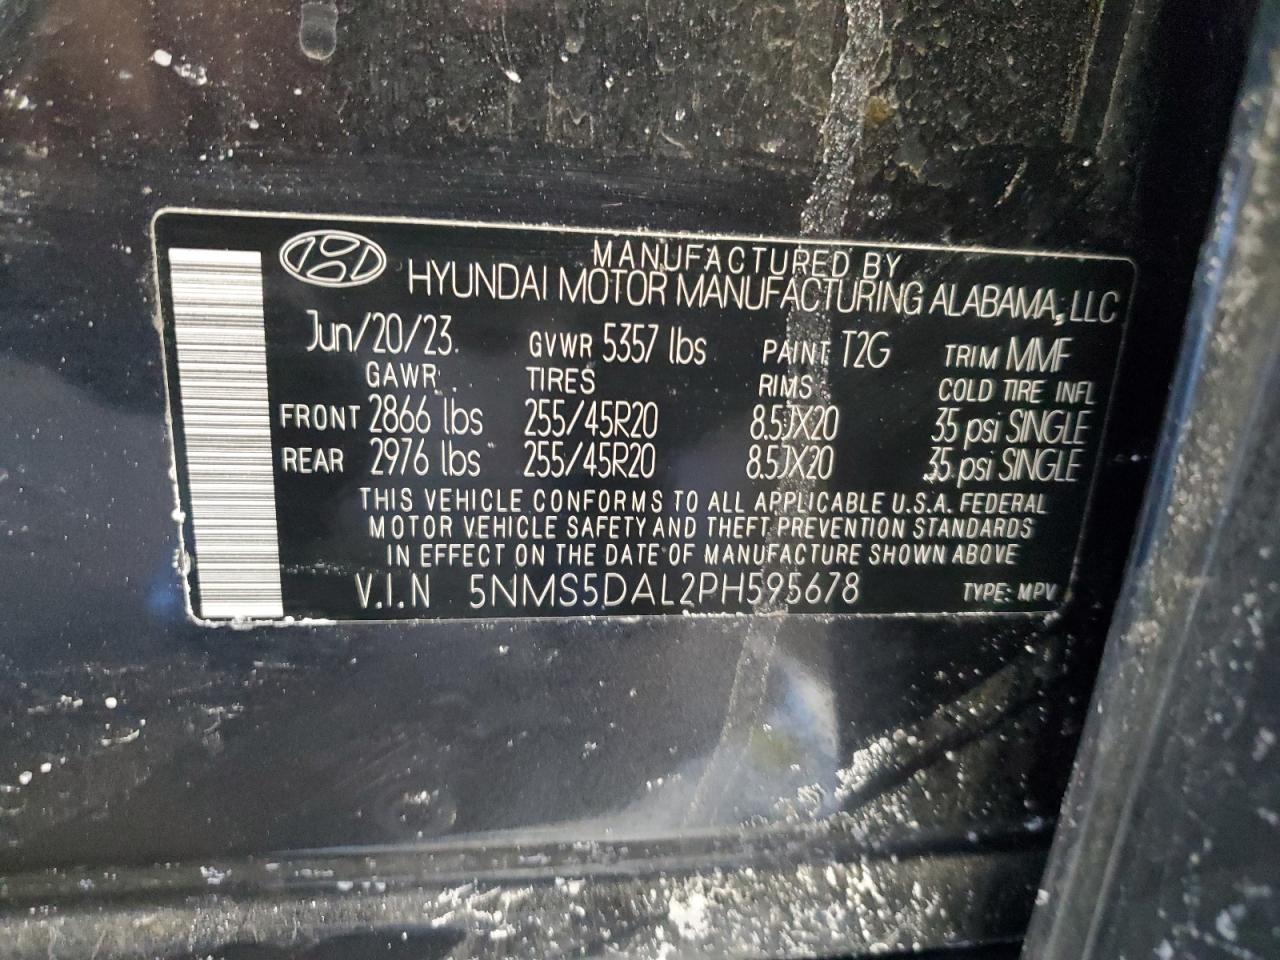 MANUFACTURED BY
HYUNDAI MOTOR MANUFACTURING ALABAMA, LLC
Jun/20/23 GVWR 5357 lbs PAINT T2G TRIM MMF
GAWR TIRES RIMS COLD TIRE INFL
FRONT 2866 lbs 255/45R20 8.5JX20 35 psi SINGLE
REAR 2976 lbs 255/45R20 8.5JX20 35 psi SINGLE
THIS VEHICLE CONFORMS TO ALL APPLICABLE U.S.A. FEDERAL
MOTOR VEHICLE SAFETY AND THEFT PREVENTION STANDARDS
IN EFFECT ON THE DATE OF MANUFACTURE SHOWN ABOVE
V.I.N 5NMS5DAL2PH595678 TYPE: MPV